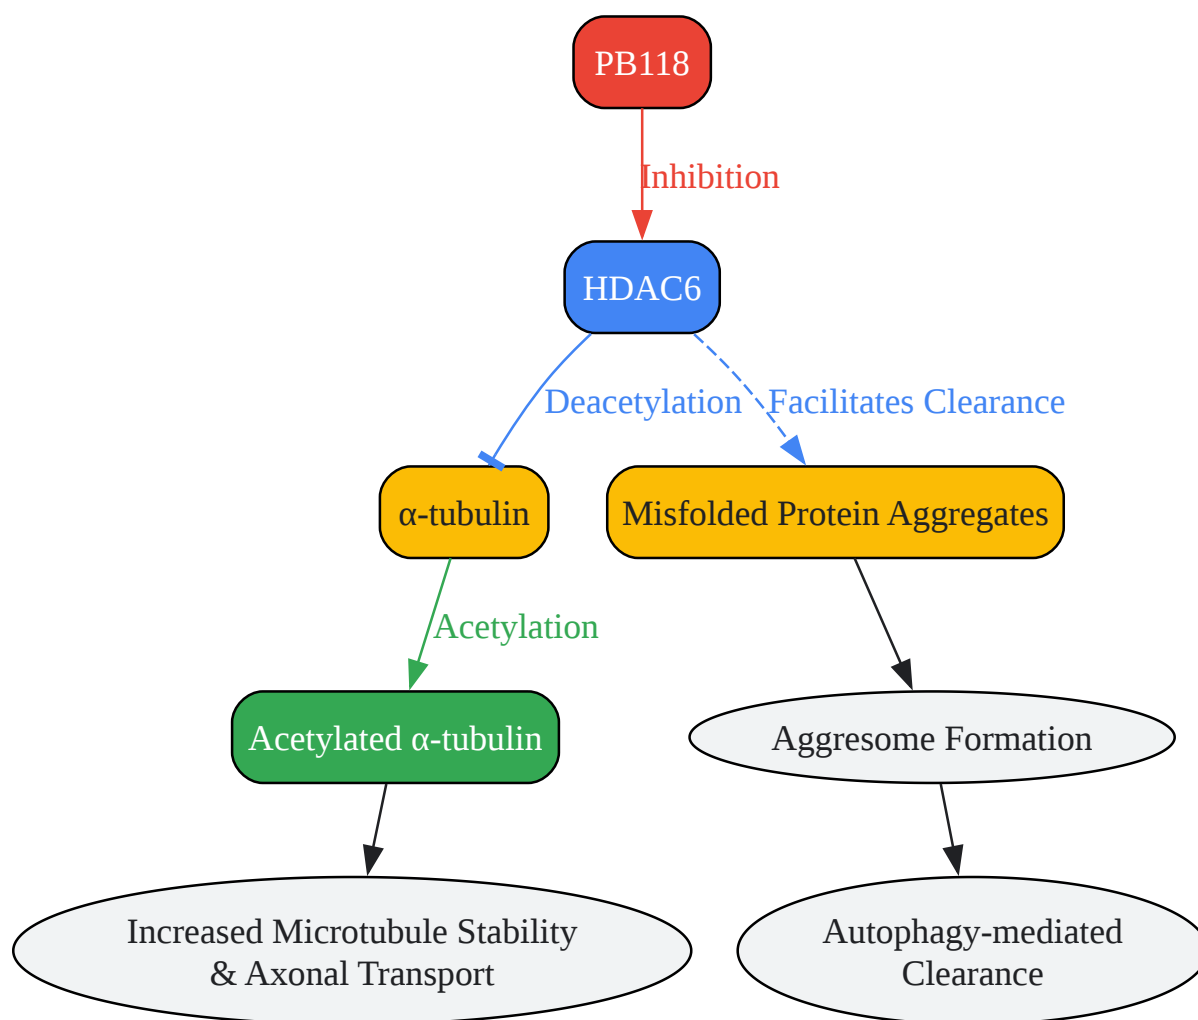 PB118
Inhibition
HDAC6
Deacetylation
Facilitates Clearance
α-tubulin
Misfolded Protein Aggregates
Acetylation
Acetylated α-tubulin
Aggresome Formation
Increased Microtubule Stability
& Axonal Transport
Autophagy-mediated
Clearance